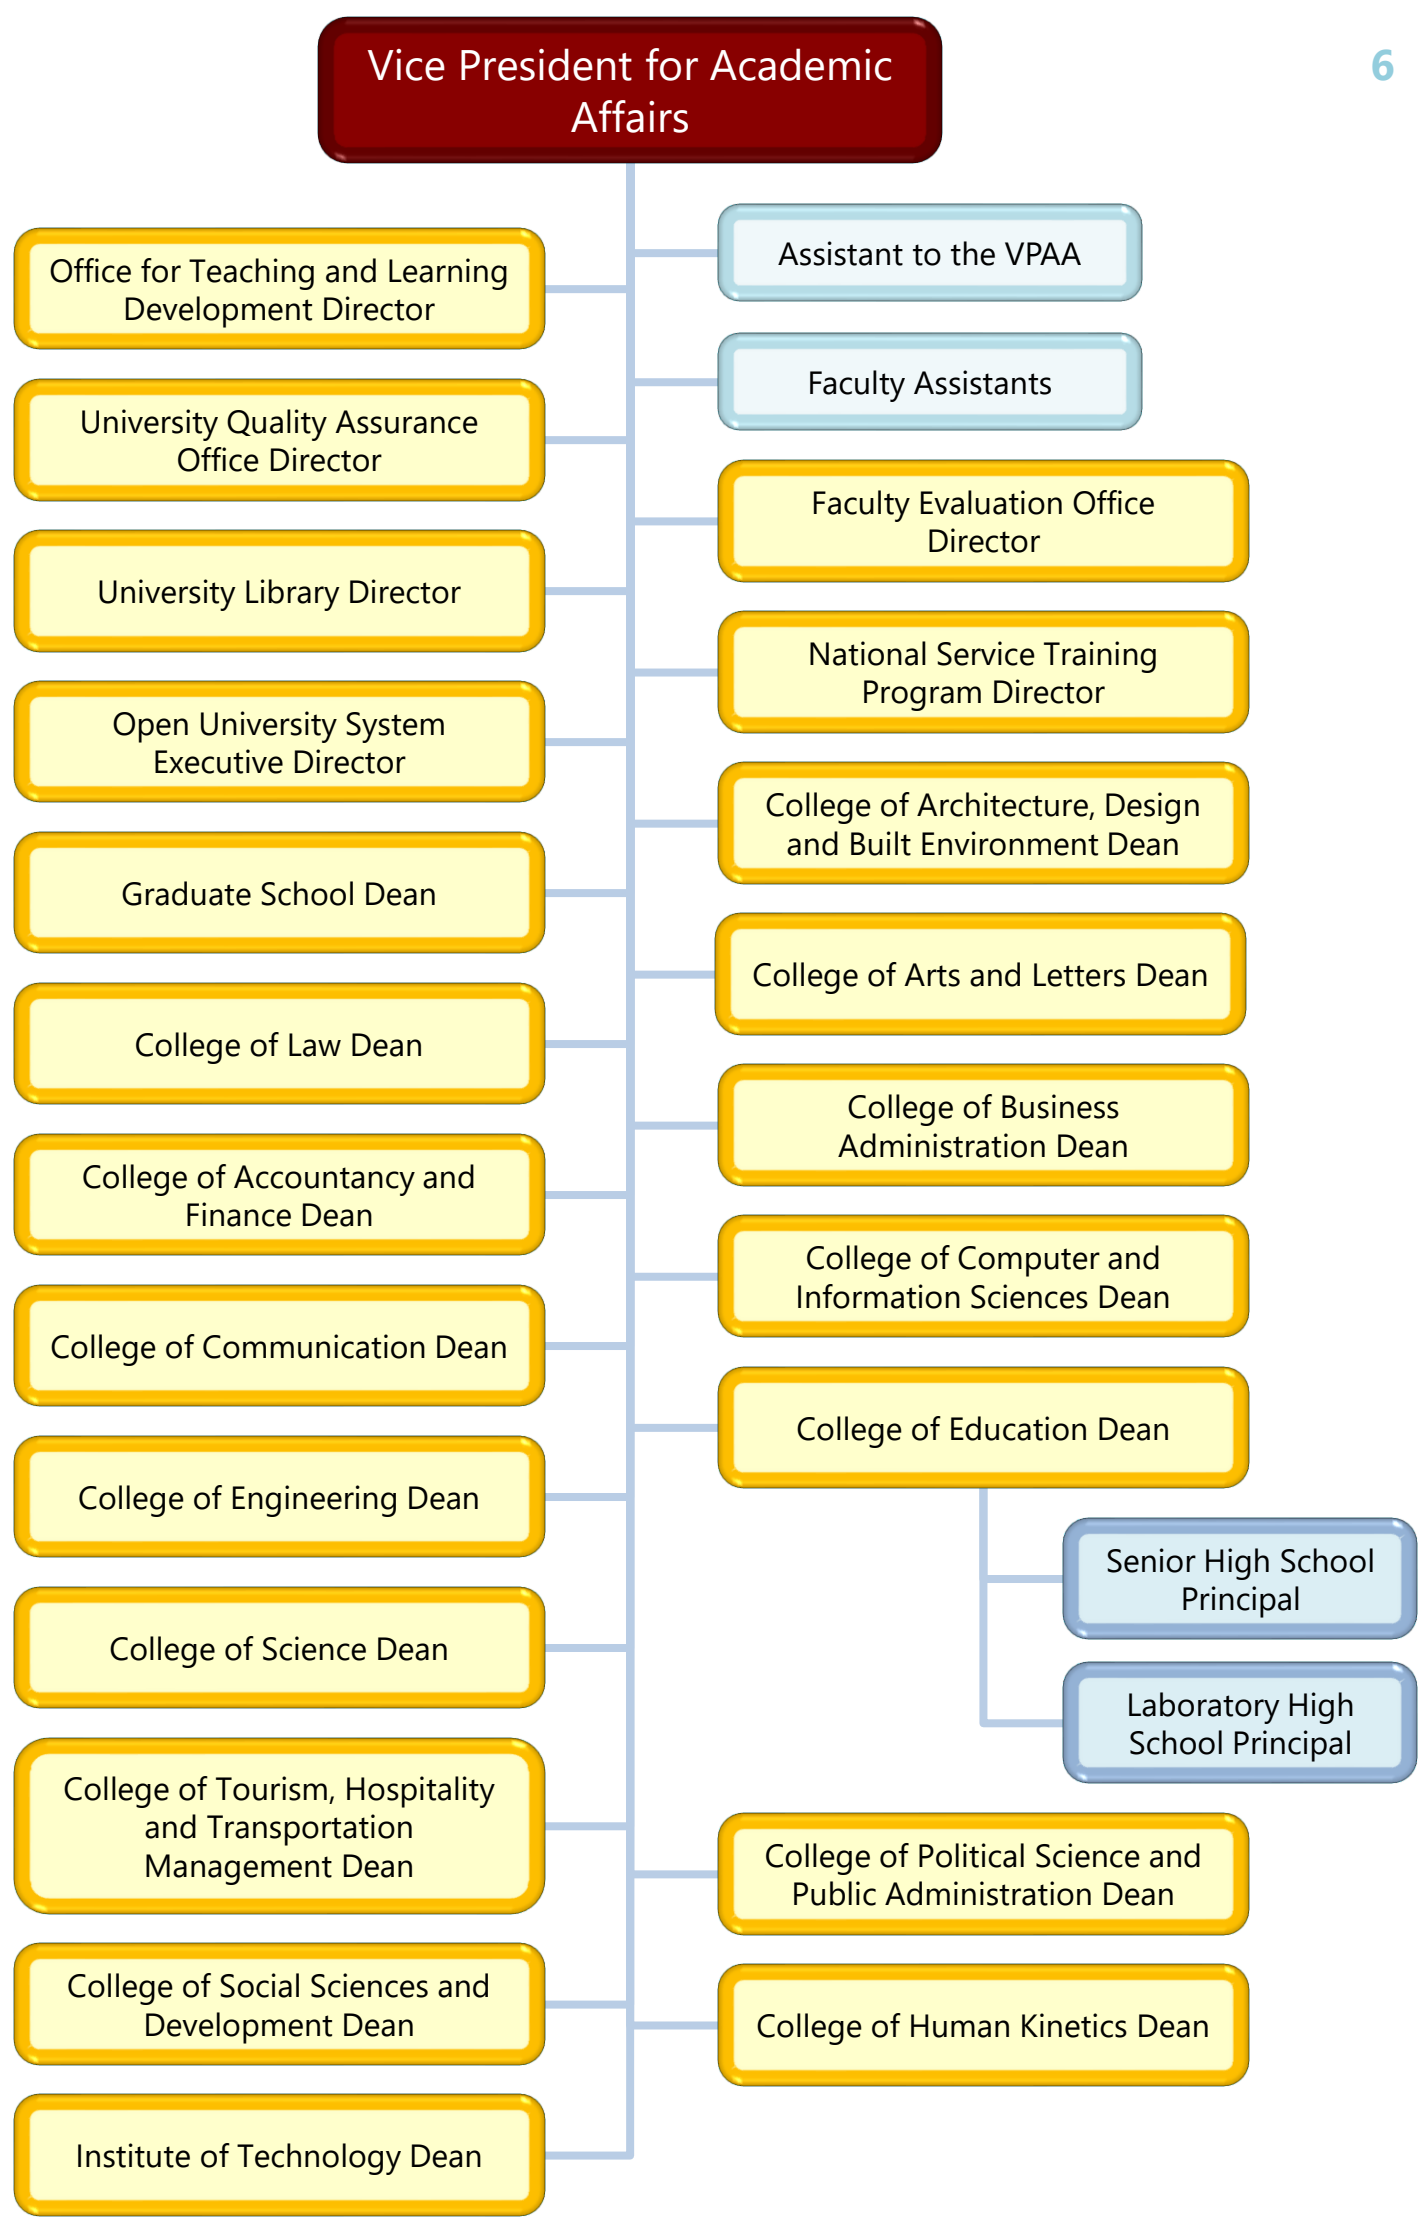 Vice President for Academic
Affairs
6
Assistant to the VPAA
Office for Teaching and Learning
Development Director
Faculty Assistants
University Quality Assurance
Office Director
Faculty Evaluation Office
Director
University Library Director
National Service Training
Program Director
Open University System
Executive Director
College of Architecture, Design
and Built Environment Dean
Graduate School Dean
College of Arts and Letters Dean
College of Law Dean
College of Business
Administration Dean
College of Accountancy and
Finance Dean
College of Computer and
Information Sciences Dean
College of Communication Dean
College of Education Dean
College of Engineering Dean
Senior High School
Principal
College of Science Dean
Laboratory High
School Principal
College of Tourism, Hospitality
and Transportation
Management Dean
College of Political Science and
Public Administration Dean
College of Social Sciences and
Development Dean
College of Human Kinetics Dean
Institute of Technology Dean